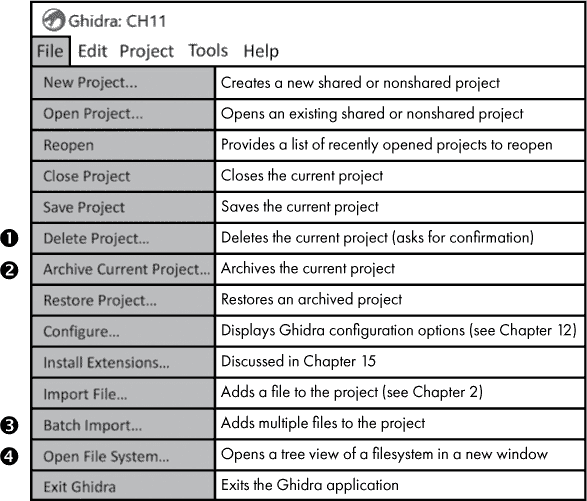 Ghidra: CH11
File Edit Project Tools Help
New Project... Creates a new shared or nonshared project
Open Project... Opens an existing shared or nonshared project
Reopen Provides a list of recently opened projects to reopen
Close Project Closes the current project
Save Project Saves the current project
❶ Delete Project... Deletes the current project (asks for confirmation)
❷ Archive Current Project... Archives the current project
Restore Project... Restores an archived project
Configure... Displays Ghidra configuration options (see Chapter 12)
Install Extensions... Discussed in Chapter 15
Import File... Adds a file to the project (see Chapter 2)
❸ Batch Import... Adds multiple files to the project
❹ Open File System... Opens a tree view of a filesystem in a new window
Exit Ghidra Exits the Ghidra application